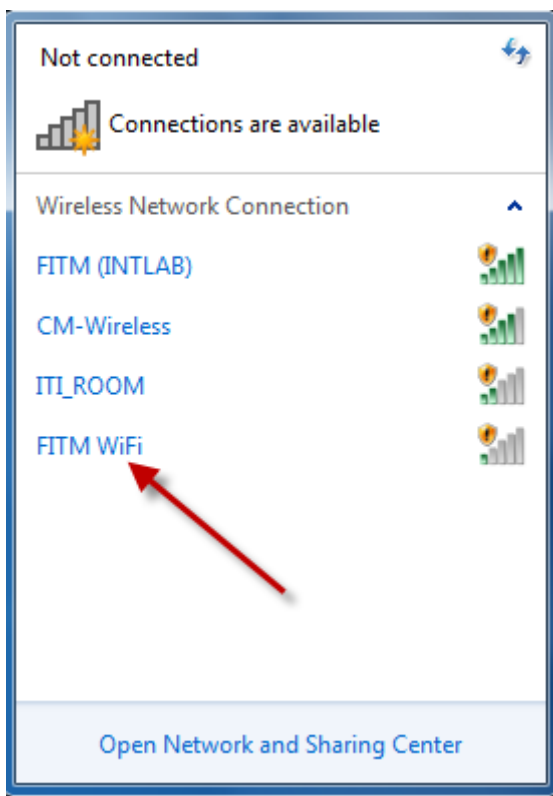 Not connected
Connections are available
Wireless Network Connection
FITM (INTLAB)
CM-Wireless
ITI_ROOM
FITM WiFi
Open Network and Sharing Center